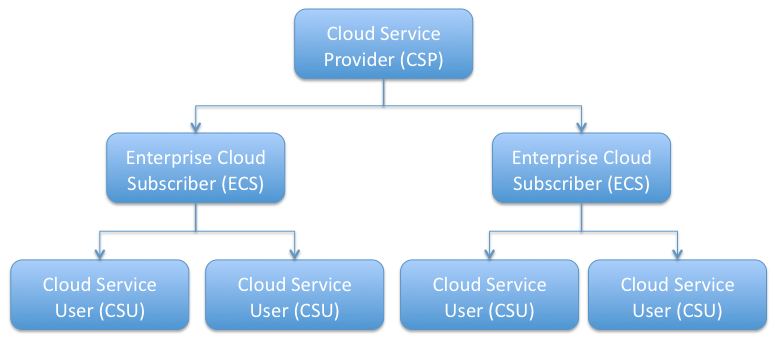 Cloud Service
Provider (CSP)
Enterprise Cloud
Subscriber (ECS)
Enterprise Cloud
Subscriber (ECS)
Cloud Service
User (CSU)
Cloud Service
User (CSU)
Cloud Service
User (CSU)
Cloud Service
User (CSU)